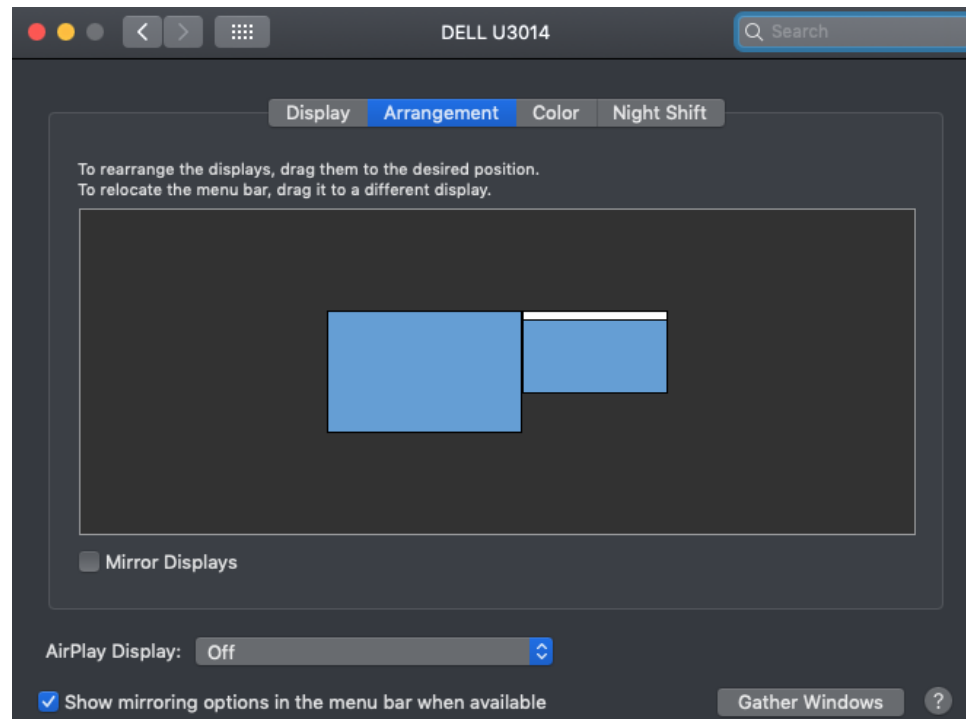 DELL U3014
Search
Display Arrangement Color Night Shift
To rearrange the displays, drag them to the desired position.
To relocate the menu bar, drag it to a different display.
Mirror Displays
AirPlay Display: Off
Show mirroring options in the menu bar when available
Gather Windows ?